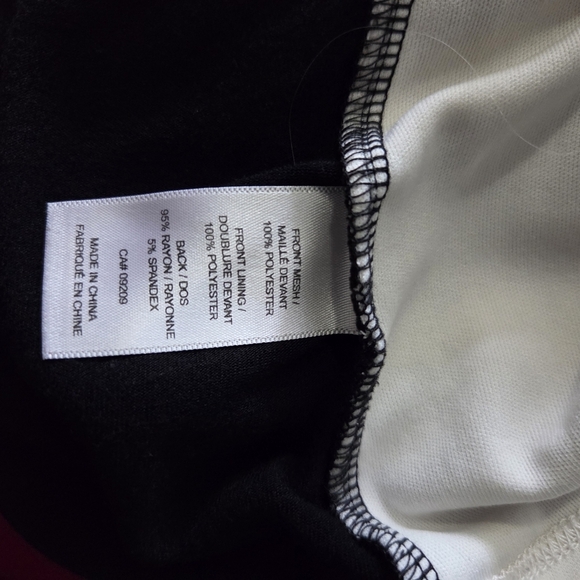 FRONT MESH /
MAILLÉ DEVANT
100% POLYESTER
FRONT LINING /
DOUBLURE DEVANT
100% POLYESTER
BACK / DOS
95% RAYON / RAYONNE
5% SPANDEX
CA# 09209
MADE IN CHINA
FABRIQUÉ EN CHINE